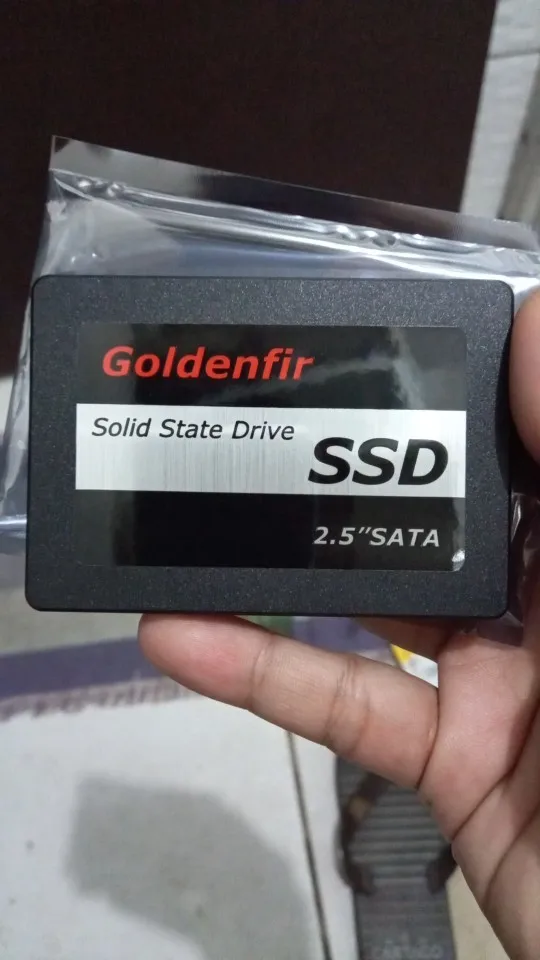 Goldenfir
Solid State Drive
SSD
2.5"SATA